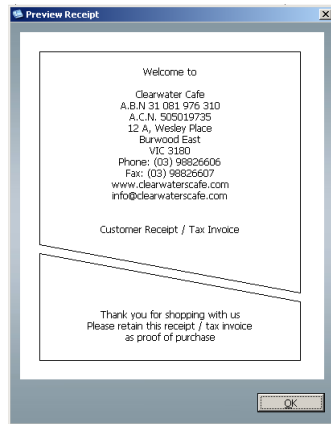 Preview Receipt
Welcome to
Clearwater Cafe
A.B.N 31 081 976 310
A.C.N. 505019735
12 A, Wesley Place
Burwood East
VIC 3180
Phone: (03) 98826606
Fax: (03) 98826607
www.clearwaterscafe.com
info@clearwaterscafe.com
Customer Receipt / Tax Invoice
Thank you for shopping with us
Please retain this receipt / tax invoice
as proof of purchase
OK